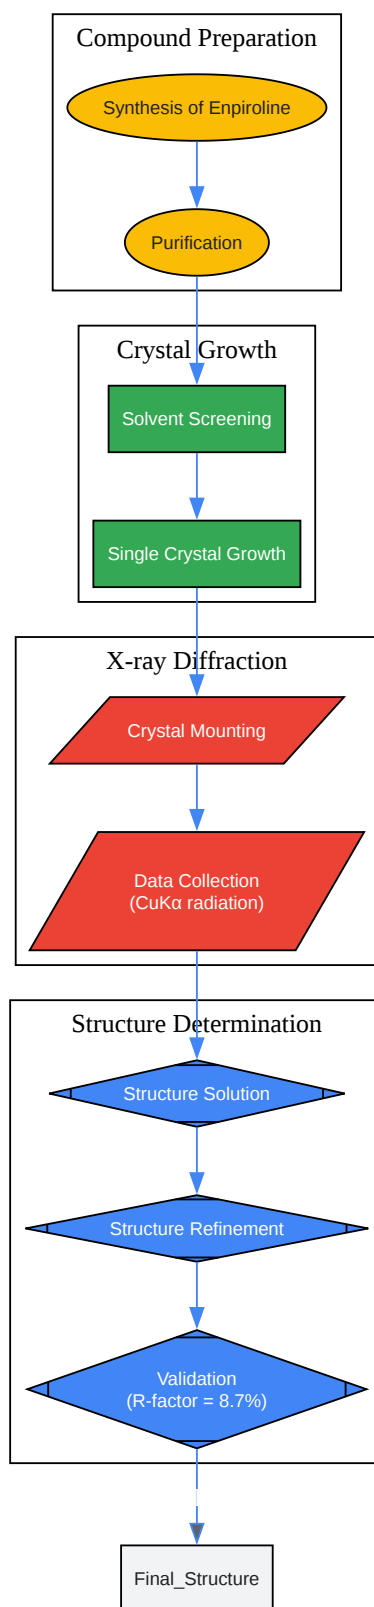 Compound Preparation
Synthesis of Enpiroline
Purification
Crystal Growth
Solvent Screening
Single Crystal Growth
X-ray Diffraction
Crystal Mounting
Data Collection
(CuKα radiation)
Structure Determination
Structure Solution
Structure Refinement
Validation
(R-factor = 8.7%)
Final_Structure